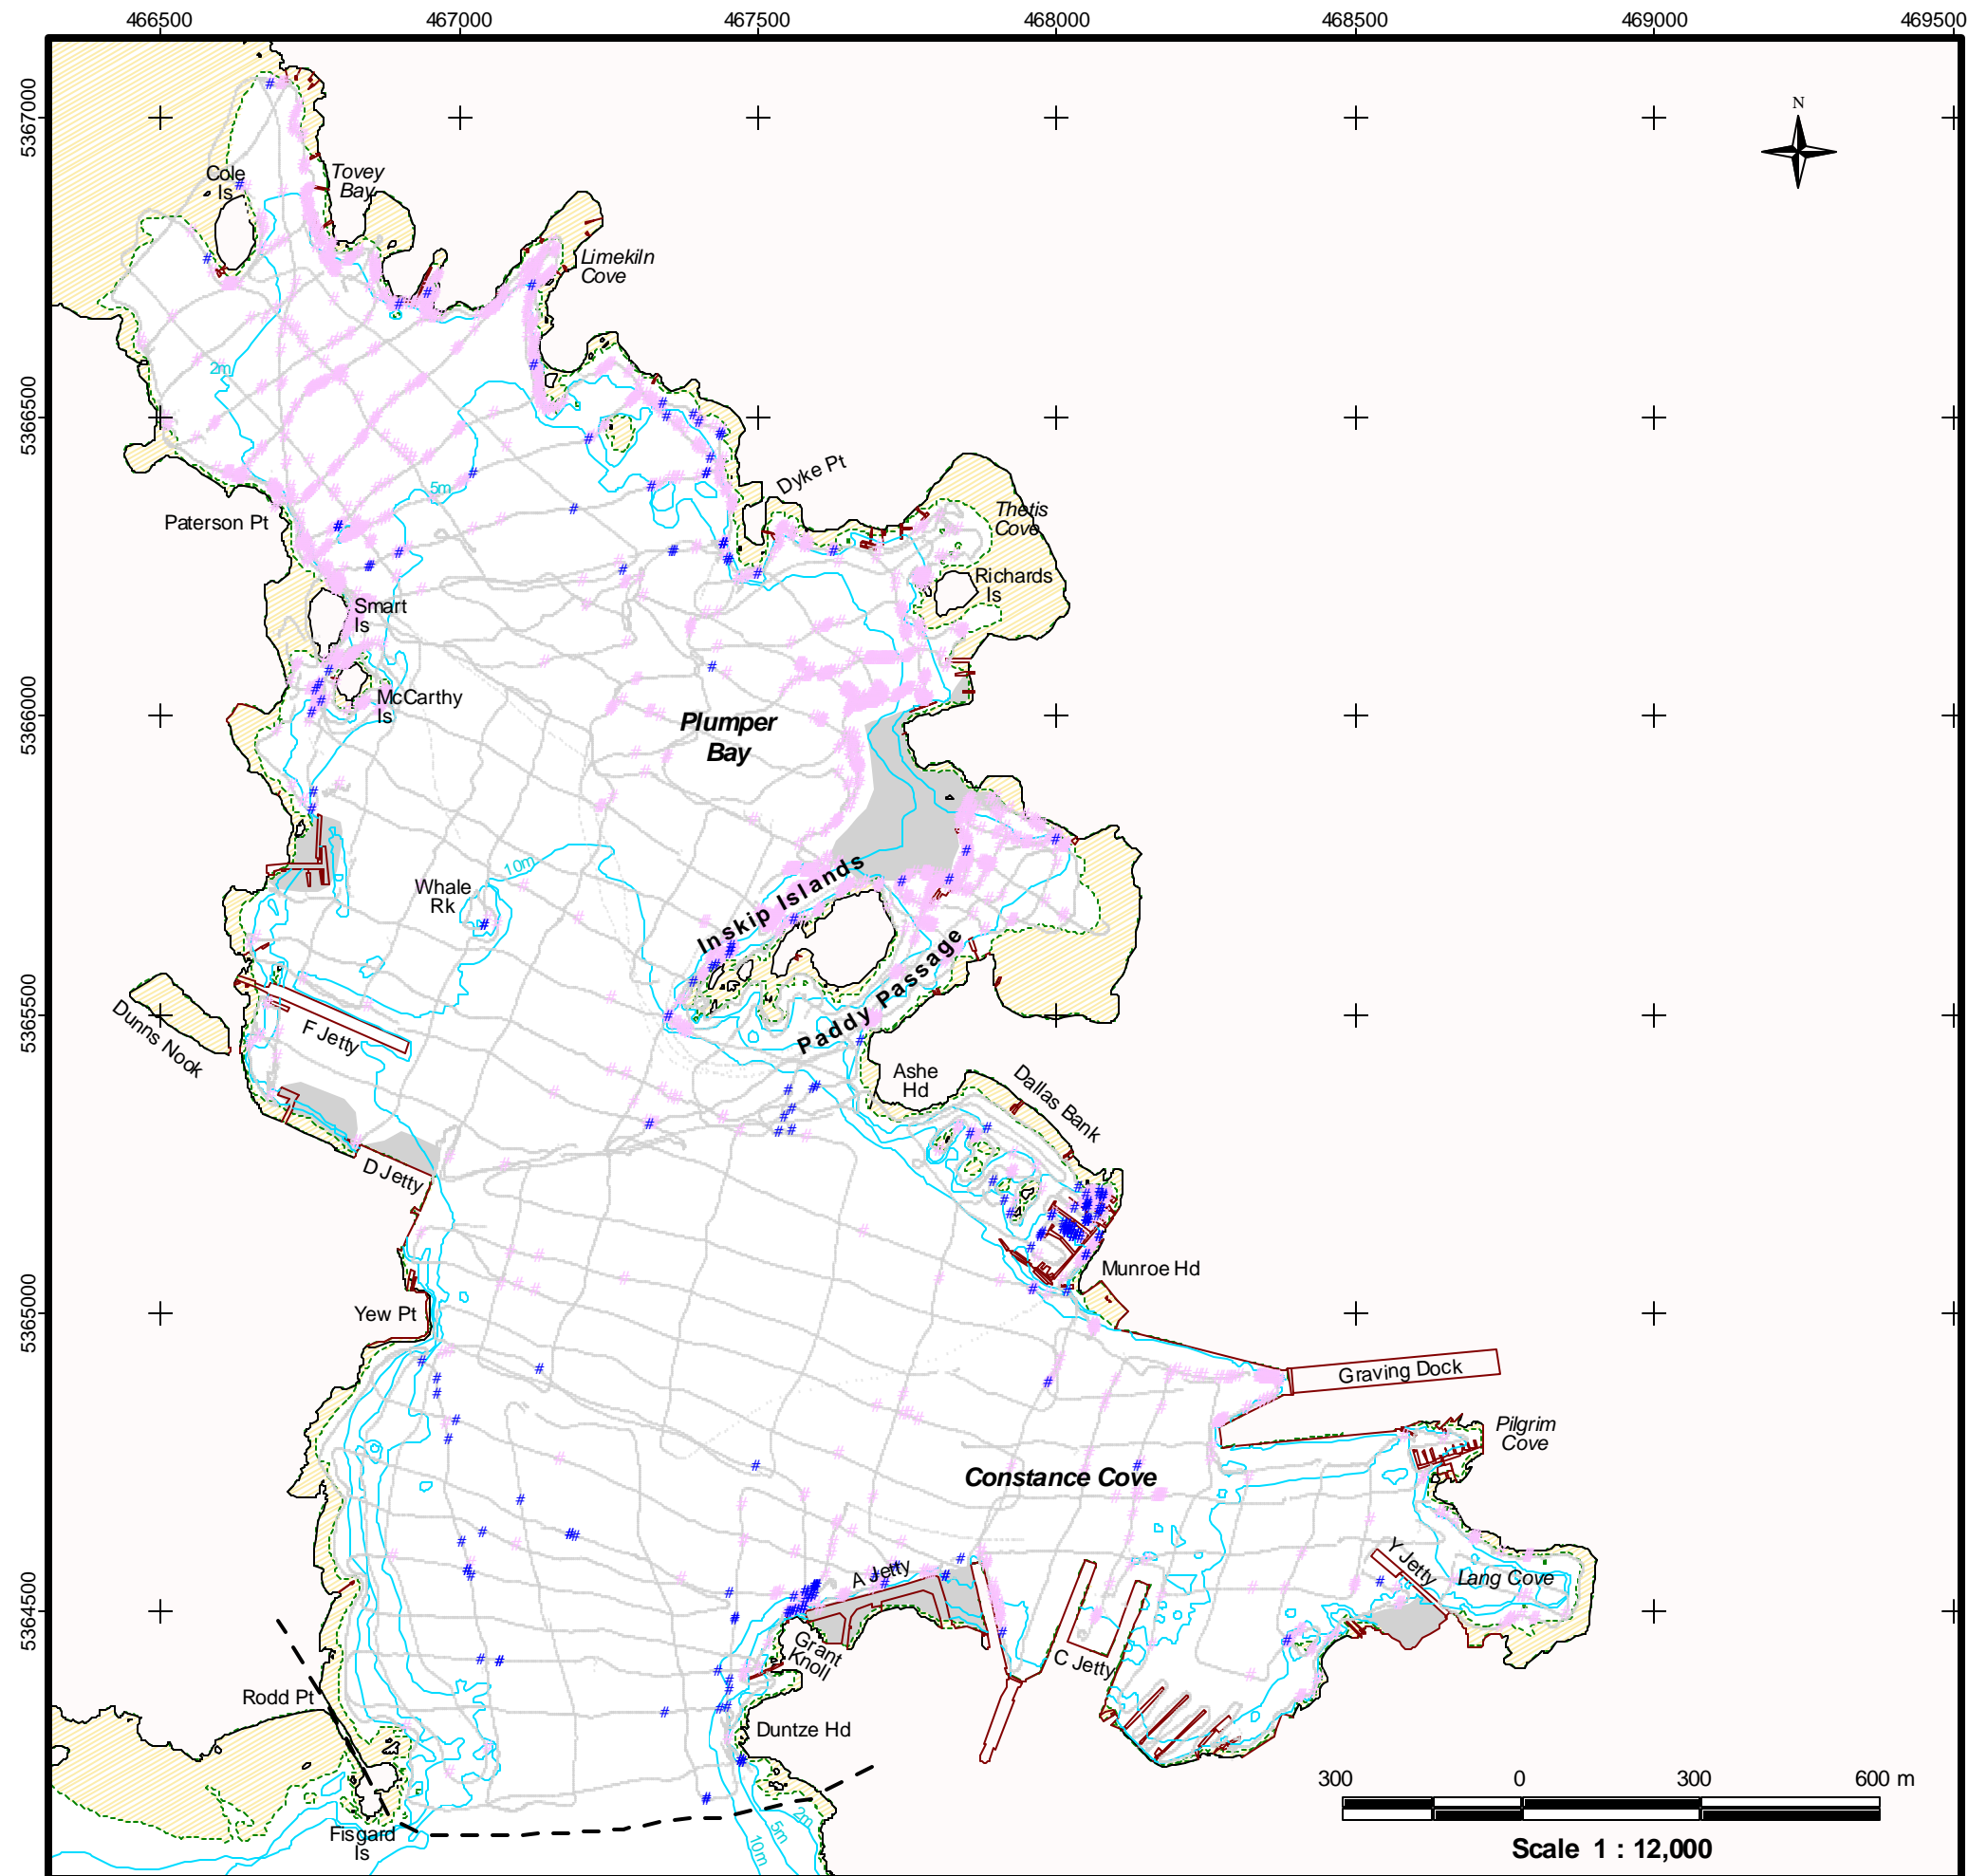 466500 467000 467500 468000 468500 469000 469500
5367000
5366500
5366000
5365500
5365000
5364500
N
Cole
Is
Tovey
Bay
Limekiln
Cove
2m
5m
Paterson Pt
Dyke Pt
Thetis
Cove
Richards
Is
Smart
Is
McCarthy
Is
Plumper
Bay
10m
Whale
Rk
Inskip Islands
Paddy Passage
Dunns Nook
F Jetty
Ashe
Hd
Dallas Bank
D Jetty
Munroe Hd
Yew Pt
Graving Dock
Pilgrim
Cove
Constance Cove
A Jetty
Y Jetty
Lang Cove
Grant
Knoll
C Jetty
Rodd Pt
Duntze Hd
Fisgard
Is
2m
5m
10m
300 0 300 600 m
Scale 1 : 12,000